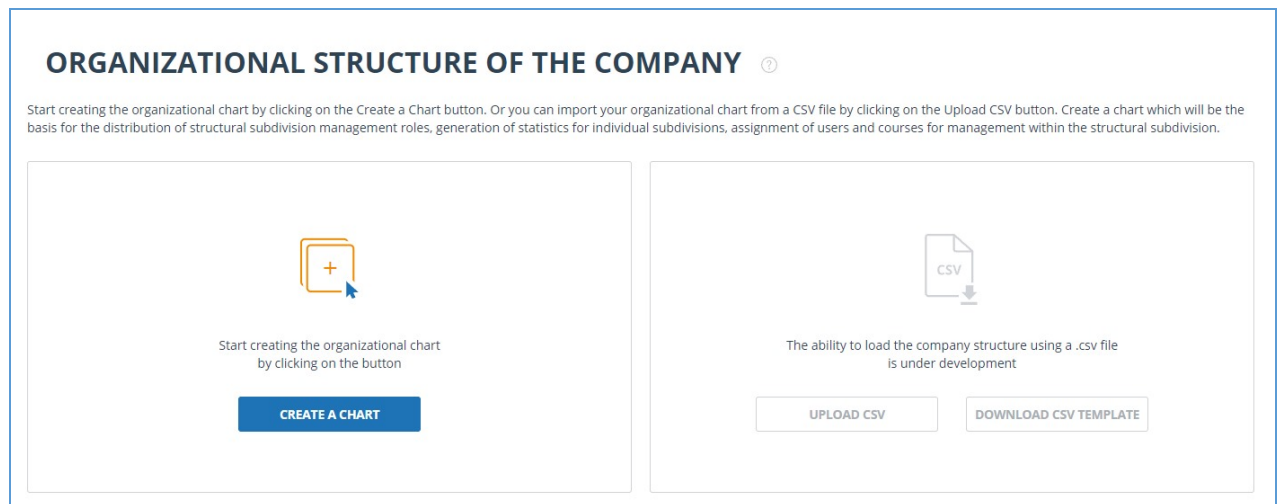 ORGANIZATIONAL STRUCTURE OF THE COMPANY ?
Start creating the organizational chart by clicking on the Create a Chart button. Or you can import your organizational chart from a CSV file by clicking on the Upload CSV button. Create a chart which will be the
basis for the distribution of structural subdivision management roles, generation of statistics for individual subdivisions, assignment of users and courses for management within the structural subdivision.
Start creating the organizational chart
by clicking on the button
CREATE A CHART
CSV
The ability to load the company structure using a .csv file
is under development
UPLOAD CSV
DOWNLOAD CSV TEMPLATE